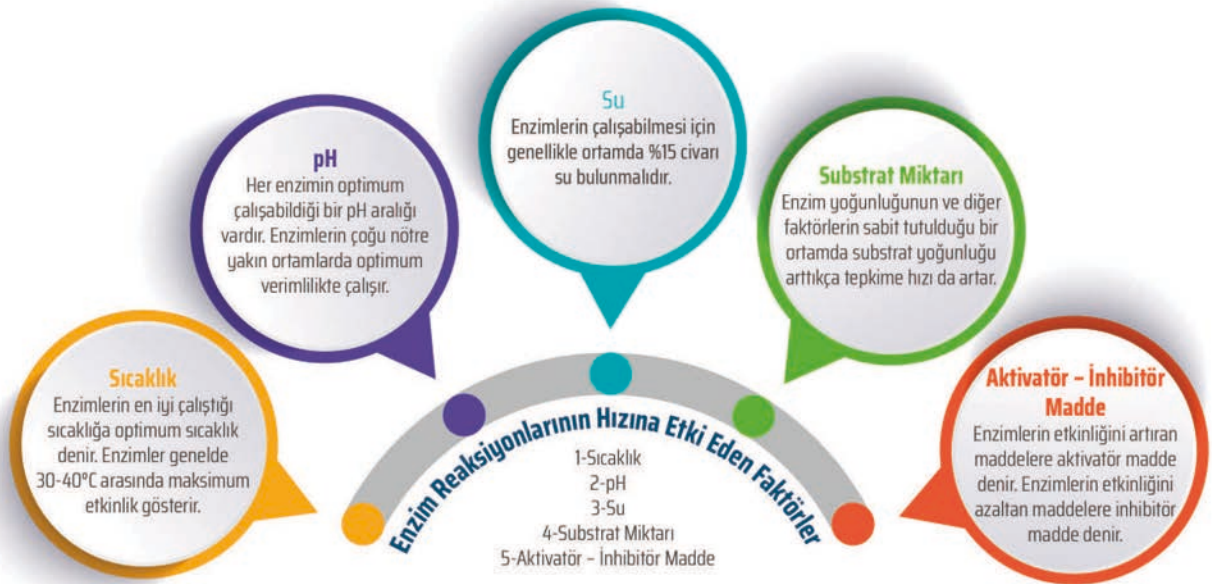 Sıcaklık
Enzimlerin en iyi çalıştığı
sıcaklığa optimum sıcaklık
denir. Enzimler genelde
30-40°C arasında maksimum
etkinlik gösterir.
pH
Her enzimin optimum
çalışabildiği bir pH aralığı
vardır. Enzimlerin çoğu nötre
yakın ortamlarda optimum
verimlilikte çalışır.
Su
Enzimlerin çalışabilmesi için
genellikle ortamda %15 civarı
su bulunmalıdır.
Substrat Miktarı
Enzim yoğunluğunun ve diğer
faktörlerin sabit tutulduğu bir
ortamda substrat yoğunluğu
arttıkça tepkime hızı da artar.
Aktivatör – İnhibitör
Madde
Enzimlerin etkinliğini artıran
maddelere aktivatör madde
denir. Enzimlerin etkinliğini
azaltan maddelere inhibitör
madde denir.
Enzim Reaksiyonlarının Hızına Etki Eden Faktörler
1-Sıcaklık
2-pH
3-Su
4-Substrat Miktarı
5-Aktivatör – İnhibitör Madde